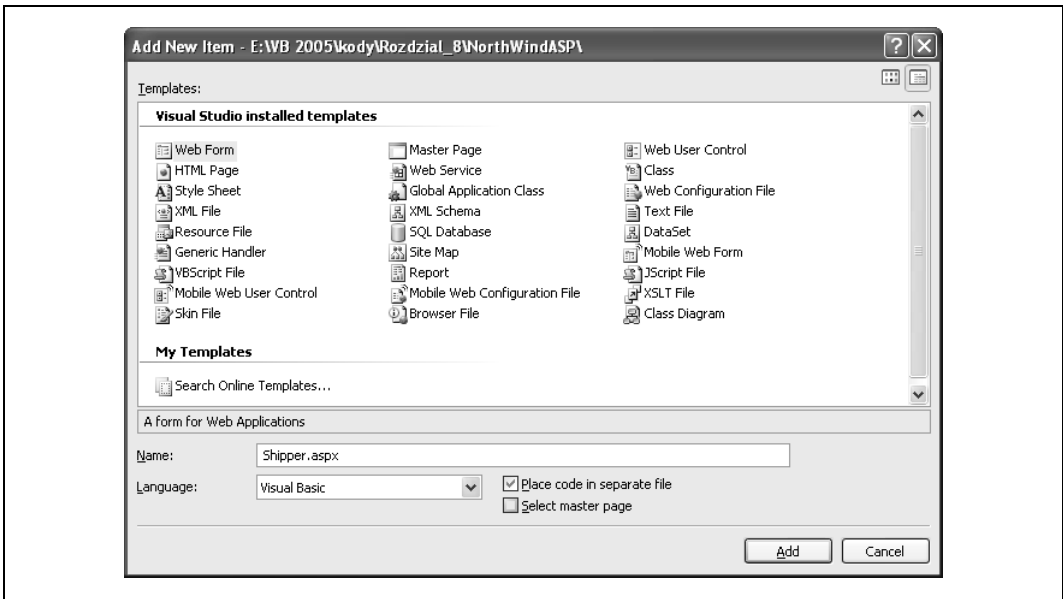 Add New Item - E:\VB 2005\kody\Rozdzial_8\NorthWindASP\
Templates:
Visual Studio installed templates
Web Form
Master Page
Web User Control
HTML Page
Web Service
Class
Style Sheet
Global Application Class
Web Configuration File
XML File
XML Schema
Text File
Resource File
SQL Database
DataSet
Generic Handler
Site Map
Mobile Web Form
VBScript File
Report
JScript File
Mobile Web User Control
Mobile Web Configuration File
XSLT File
Skin File
Browser File
Class Diagram
My Templates
Search Online Templates...
A form for Web Applications
Name:
Shipper.aspx
Language:
Visual Basic
Place code in separate file
Select master page
Add
Cancel